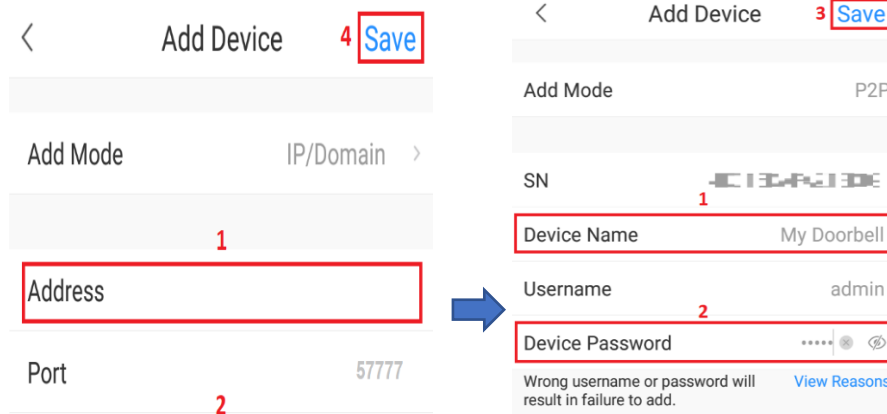 Add Device
4
Save
Add Mode
IP/Domain
1
Address
Port
57777
2
Add Device
3
Save
Add Mode
P2P
SN
1
Device Name
My Doorbell
Username
admin
2
Device Password
Wrong username or password will
result in failure to add.
View Reasons